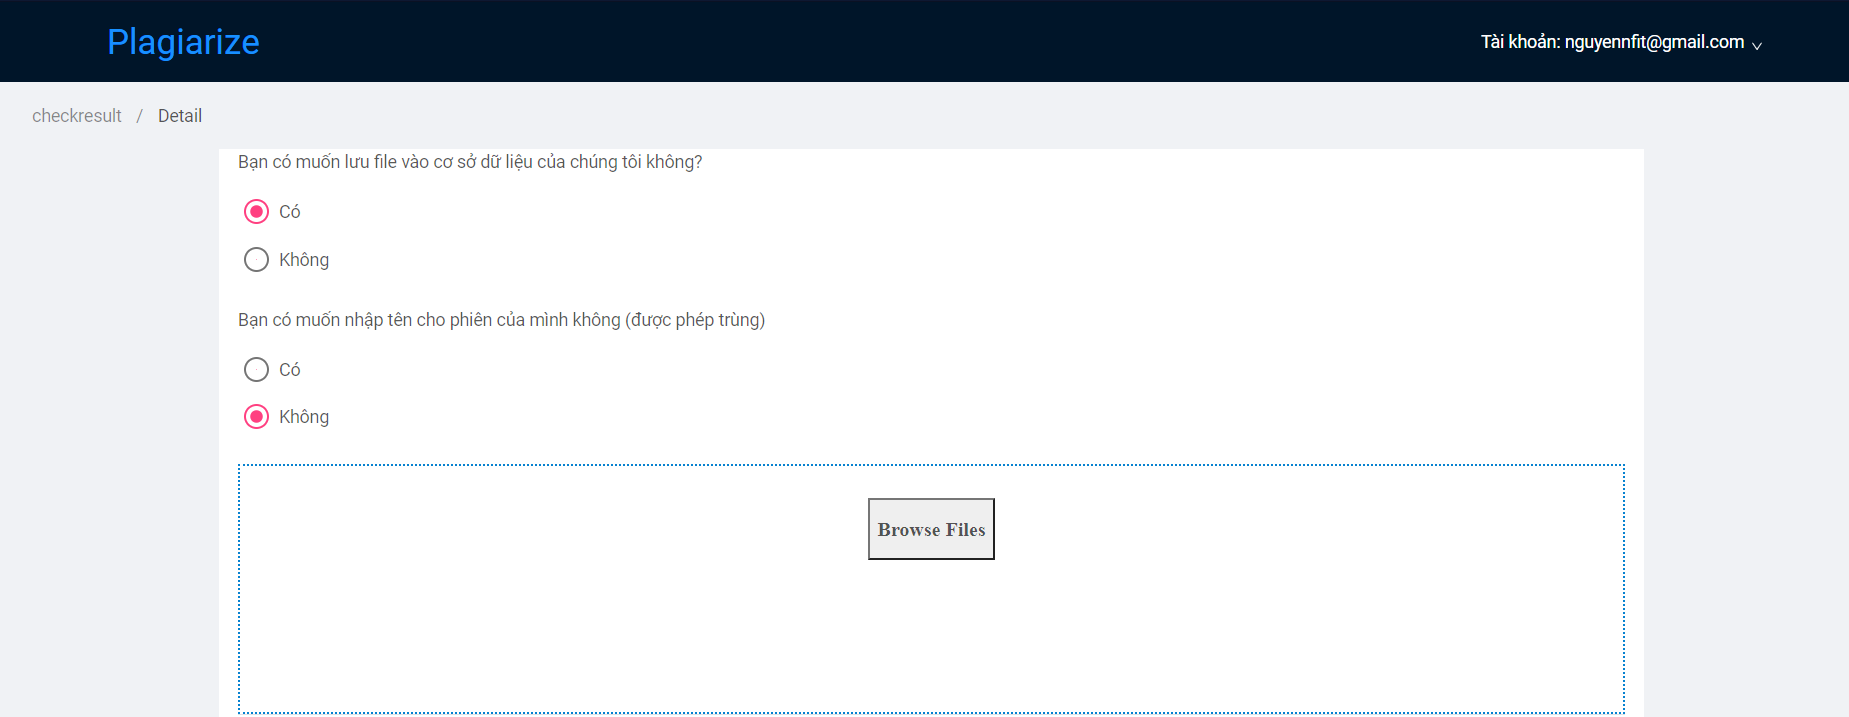 Plagiarize
Tài khoản: nguyennfit@gmail.com
checkresult / Detail
Bạn có muốn lưu file vào cơ sở dữ liệu của chúng tôi không?
Có
Không
Bạn có muốn nhập tên cho phiên của mình không (được phép trùng)
Có
Không
Browse Files